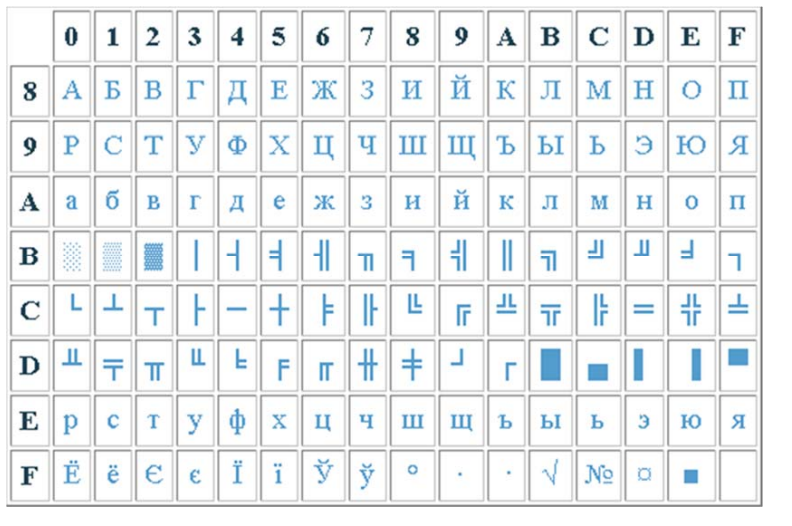 0 1 2 3 4 5 6 7 8 9 A B C D E F
8 А Б В Г Д Е Ж З И Й К Л М Н О П
9 Р С Т У Ф Х Ц Ч Ш Щ Ъ Ы Ь Э Ю Я
A а б в г д е ж з и й к л м н о п
B ░ ▒ ▓ │ ┤ ╡ ╢ ╖ ╕ ╣ ║ ╗ ╝ ╜ ╛ ┐
C └ ┴ ┬ ├ ─ ┼ ╞ ╟ ╚ ╔ ╩ ╦ ╠ ═ ╬ ╧
D ╨ ╤ ╥ ╙ ╘ ╒ ╓ ╫ ╪ ┘ ┌ █ ▄ ▌ ▐ ▀
E р с т у ф х ц ч ш щ ъ ы ь э ю я
F Ё ё Є є Ї ї Ў ў ° ∙ · √ № ¤ ■